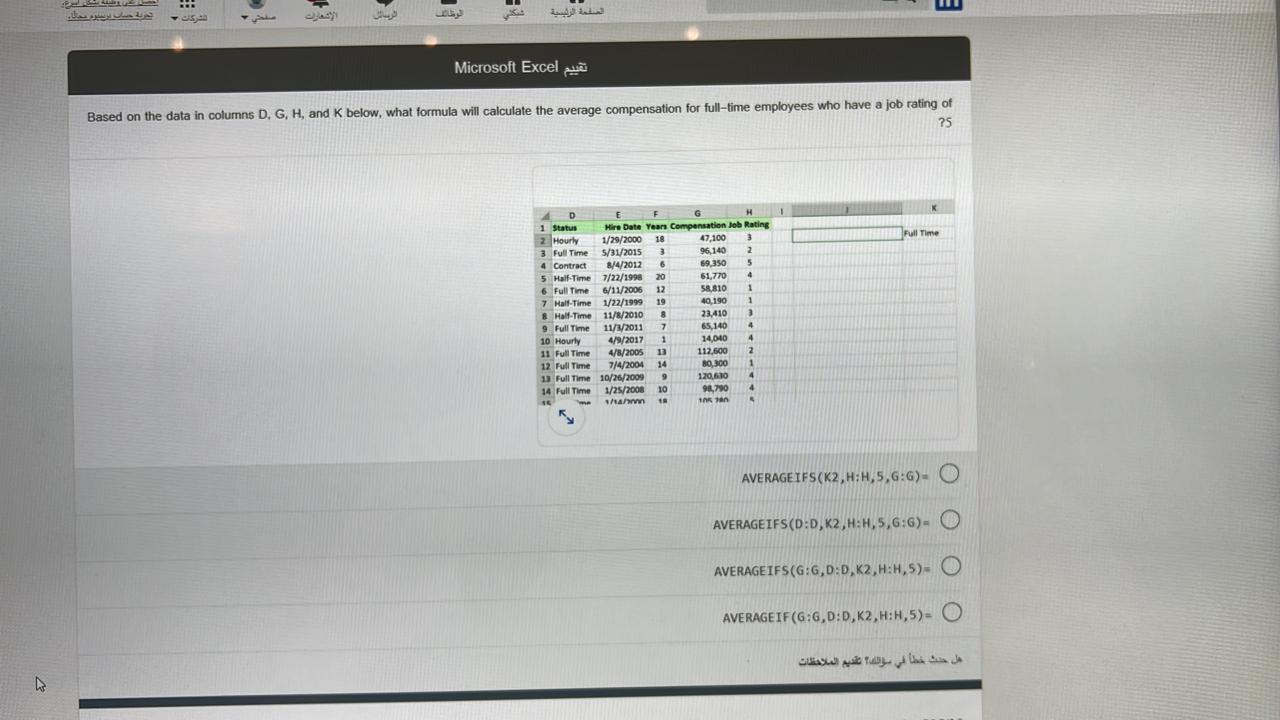 الصفحة الرئيسية شبكتي الوظائف الرسائل الإشعارات صفحتي ▼ الشركات ▼
تجربة حساب بريميوم مجانًا.
تقييم Microsoft Excel
Based on the data in columns D, G, H, and K below, what formula will calculate the average compensation for full-time employees who have a job rating of
?5
D E F G H I J K
1 Status Hire Date Years Compensation Job Rating
2 Hourly 1/29/2000 18 47,100 3 Full Time
3 Full Time 5/31/2015 3 96,140 2
4 Contract 8/4/2012 6 69,350 5
5 Half-Time 7/22/1998 20 61,770 4
6 Full Time 6/11/2006 12 58,810 1
7 Half-Time 1/22/1999 19 40,190 1
8 Half-Time 11/8/2010 8 23,410 3
9 Full Time 11/3/2011 7 65,140 4
10 Hourly 4/9/2017 1 14,040 4
11 Full Time 4/8/2005 13 112,600 2
12 Full Time 7/4/2004 14 80,300 1
13 Full Time 10/26/2009 9 120,630 4
14 Full Time 1/25/2008 10 98,790 4
AVERAGEIFS(K2,H:H,5,G:G)=
AVERAGEIFS(D:D,K2,H:H,5,G:G)=
AVERAGEIFS(G:G,D:D,K2,H:H,5)=
AVERAGEIF(G:G,D:D,K2,H:H,5)=
هل حدث خطأ في سؤالك؟ تقديم الملاحظات